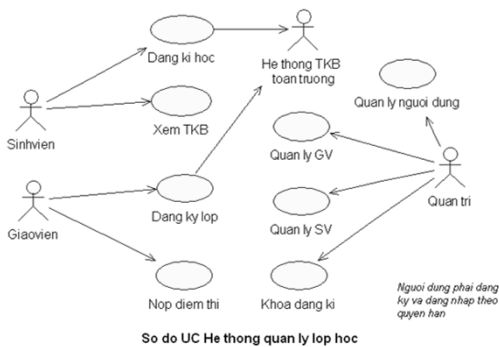 Dang ki hoc
He thong TKB
toan truong
Quan ly nguoi dung
Sinhvien
Xem TKB
Quan ly GV
Giaovien
Dang ky lop
Quan ly SV
Quan tri
Nop diem thi
Khoa dang ki
Nguoi dung phai dang
ky va dang nhap theo
quyen han
So do UC He thong quan ly lop hoc